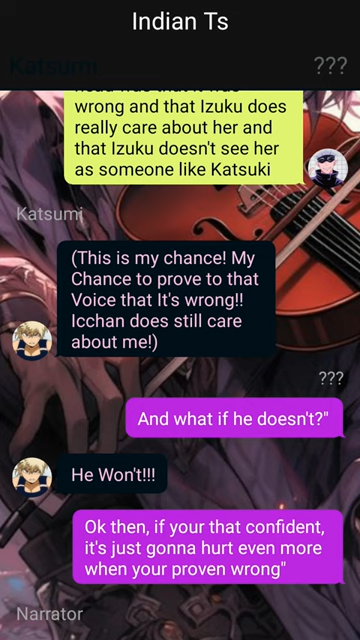 Indian Ts
Katsumi
???
wrong and that Izuku does
really care about her and
that Izuku doesn't see her
as someone like Katsuki
Katsumi
(This is my chance! My
Chance to prove to that
Voice that It's wrong!!
Icchan does still care
about me!)
???
And what if he doesn't?"
He Won't!!!
Ok then, if your that confident,
it's just gonna hurt even more
when your proven wrong"
Narrator